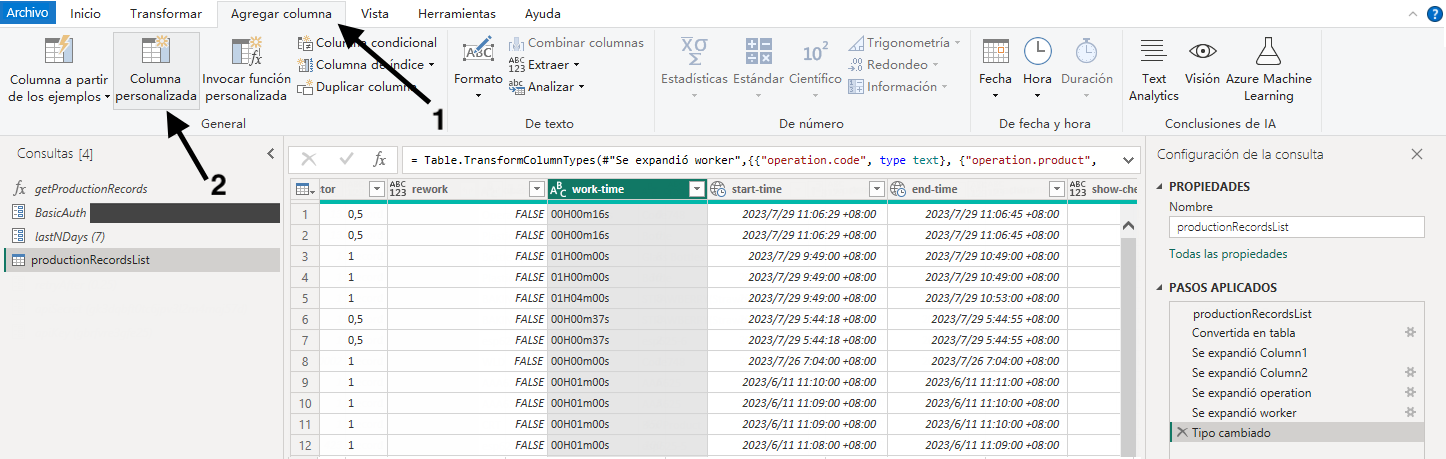 Archivo Inicio Transformar Agregar columna Vista Herramientas Ayuda
Columna a partir de los ejemplos
Columna personalizada
Invocar función personalizada
Columna condicional
Columna de índice
Duplicar columna
General
1
2
Formato
ABC
Combinar columnas
ABC 123 Extraer
abc Analizar
De texto
Estadísticas
Estándar
10² Científico
Trigonometría
Redondeo
Información
De número
Fecha
Hora
Duración
De fecha y hora
Text Analytics
Visión
Azure Machine Learning
Conclusiones de IA
Consultas [4]
fx getProductionRecords
BasicAuth
lastNDays (7)
productionRecordsList
fx = Table.TransformColumnTypes(#"Se expandió worker",{{"operation.code", type text}, {"operation.product",
tor ABC 123 rework ABC work-time start-time end-time ABC 123 show-che
1 0,5 FALSE 00H00m16s 2023/7/29 11:06:29 +08:00 2023/7/29 11:06:45 +08:00
2 0,5 FALSE 00H00m16s 2023/7/29 11:06:29 +08:00 2023/7/29 11:06:45 +08:00
3 1 FALSE 01H00m00s 2023/7/29 9:49:00 +08:00 2023/7/29 10:49:00 +08:00
4 1 FALSE 01H00m00s 2023/7/29 9:49:00 +08:00 2023/7/29 10:49:00 +08:00
5 1 FALSE 01H04m00s 2023/7/29 9:49:00 +08:00 2023/7/29 10:53:00 +08:00
6 0,5 FALSE 00H00m37s 2023/7/29 5:44:18 +08:00 2023/7/29 5:44:55 +08:00
7 0,5 FALSE 00H00m37s 2023/7/29 5:44:18 +08:00 2023/7/29 5:44:55 +08:00
8 1 FALSE 00H00m00s 2023/7/26 7:04:00 +08:00 2023/7/26 7:04:00 +08:00
9 1 FALSE 00H01m00s 2023/6/11 11:10:00 +08:00 2023/6/11 11:11:00 +08:00
10 1 FALSE 00H01m00s 2023/6/11 11:09:00 +08:00 2023/6/11 11:10:00 +08:00
11 1 FALSE 00H01m00s 2023/6/11 11:09:00 +08:00 2023/6/11 11:10:00 +08:00
12 1 FALSE 00H01m00s 2023/6/11 11:08:00 +08:00 2023/6/11 11:09:00 +08:00
Configuración de la consulta
PROPIEDADES
Nombre
productionRecordsList
Todas las propiedades
PASOS APLICADOS
productionRecordsList
Convertida en tabla
Se expandió Column1
Se expandió Column2
Se expandió operation
Se expandió worker
Tipo cambiado